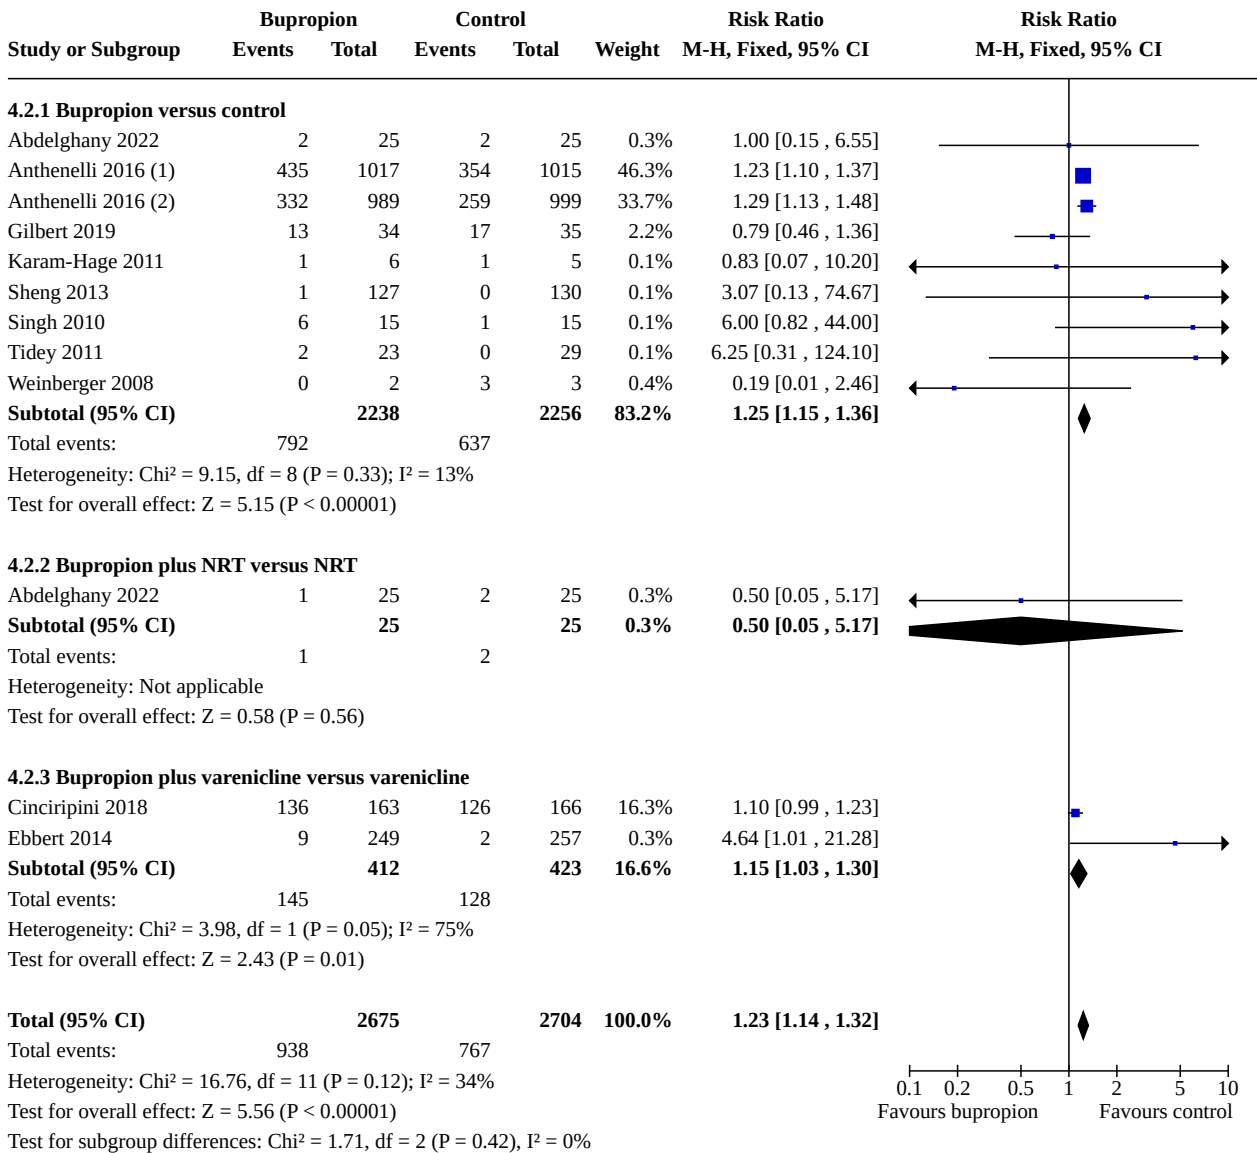 Bupropion Control Risk Ratio Risk Ratio
Study or Subgroup Events Total Events Total Weight M-H, Fixed, 95% CI M-H, Fixed, 95% CI
4.2.1 Bupropion versus control
Abdelghany 2022 2 25 2 25 0.3% 1.00 [0.15 , 6.55]
Anthenelli 2016 (1) 435 1017 354 1015 46.3% 1.23 [1.10 , 1.37]
Anthenelli 2016 (2) 332 989 259 999 33.7% 1.29 [1.13 , 1.48]
Gilbert 2019 13 34 17 35 2.2% 0.79 [0.46 , 1.36]
Karam-Hage 2011 1 6 1 5 0.1% 0.83 [0.07 , 10.20]
Sheng 2013 1 127 0 130 0.1% 3.07 [0.13 , 74.67]
Singh 2010 6 15 1 15 0.1% 6.00 [0.82 , 44.00]
Tidey 2011 2 23 0 29 0.1% 6.25 [0.31 , 124.10]
Weinberger 2008 0 2 3 3 0.4% 0.19 [0.01 , 2.46]
Subtotal (95% CI) 2238 2256 83.2% 1.25 [1.15 , 1.36]
Total events: 792 637
Heterogeneity: Chi² = 9.15, df = 8 (P = 0.33); I² = 13%
Test for overall effect: Z = 5.15 (P < 0.00001)
4.2.2 Bupropion plus NRT versus NRT
Abdelghany 2022 1 25 2 25 0.3% 0.50 [0.05 , 5.17]
Subtotal (95% CI) 25 25 0.3% 0.50 [0.05 , 5.17]
Total events: 1 2
Heterogeneity: Not applicable
Test for overall effect: Z = 0.58 (P = 0.56)
4.2.3 Bupropion plus varenicline versus varenicline
Cinciripini 2018 136 163 126 166 16.3% 1.10 [0.99 , 1.23]
Ebbert 2014 9 249 2 257 0.3% 4.64 [1.01 , 21.28]
Subtotal (95% CI) 412 423 16.6% 1.15 [1.03 , 1.30]
Total events: 145 128
Heterogeneity: Chi² = 3.98, df = 1 (P = 0.05); I² = 75%
Test for overall effect: Z = 2.43 (P = 0.01)
Total (95% CI) 2675 2704 100.0% 1.23 [1.14 , 1.32]
Total events: 938 767
Heterogeneity: Chi² = 16.76, df = 11 (P = 0.12); I² = 34%
Test for overall effect: Z = 5.56 (P < 0.00001)
Test for subgroup differences: Chi² = 1.71, df = 2 (P = 0.42), I² = 0%
0.1 0.2 0.5 1 2 5 10
Favours bupropion Favours control